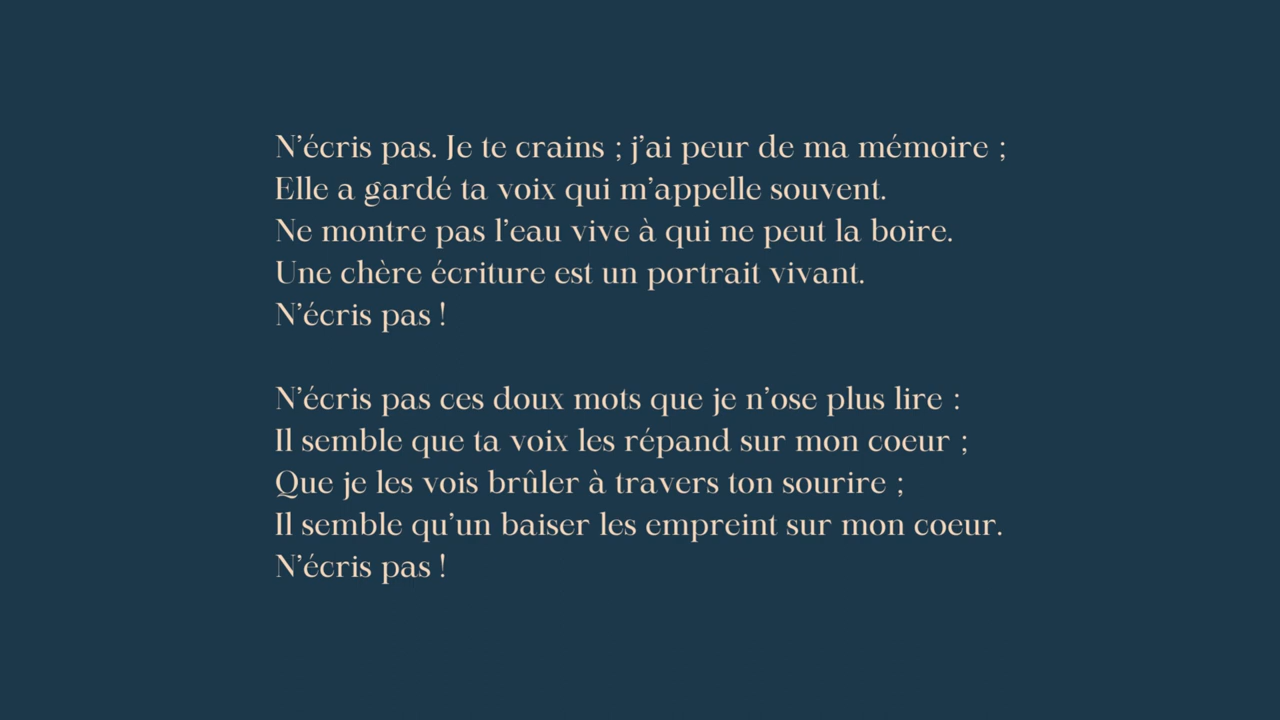 N’écris pas. Je te crains ; j’ai peur de ma mémoire ;
Elle a gardé ta voix qui m’appelle souvent.
Ne montre pas l’eau vive à qui ne peut la boire.
Une chère écriture est un portrait vivant.
N’écris pas !

N’écris pas ces doux mots que je n’ose plus lire :
Il semble que ta voix les répand sur mon coeur ;
Que je les vois brûler à travers ton sourire ;
Il semble qu’un baiser les empreint sur mon coeur.
N’écris pas !